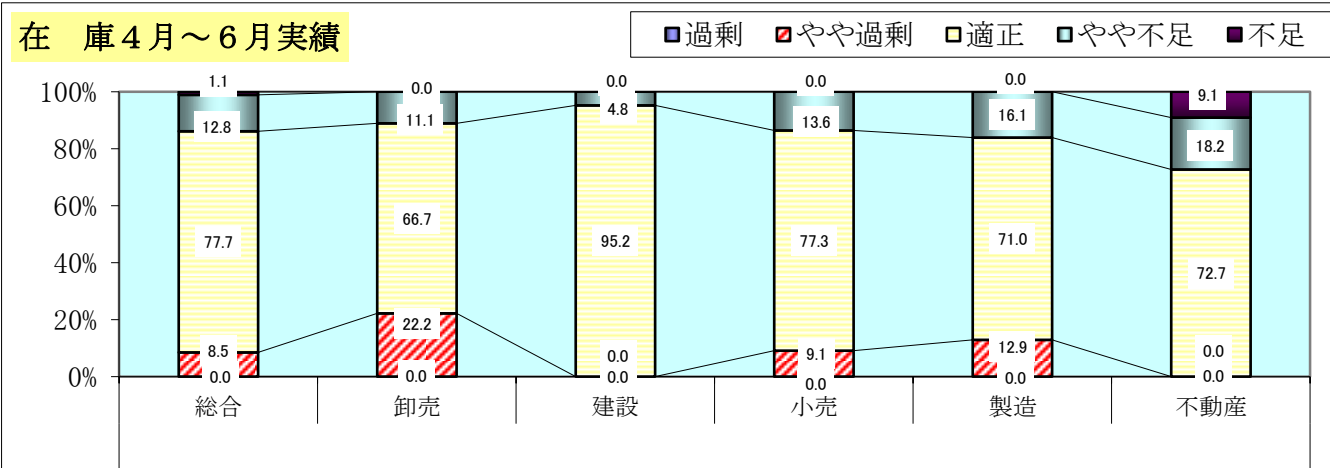 在　庫４月～６月実績
過剰 やや過剰 適正 やや不足 不足
1.1 0.0 0.0 0.0 0.0 9.1
100%
12.8 11.1 4.8 13.6 16.1 18.2
80%
77.7 66.7 95.2 77.3 71.0 72.7
60%
40%
20%
8.5 22.2 0.0 9.1 12.9 0.0
0%
0.0 0.0 0.0 0.0 0.0 0.0
総合 卸売 建設 小売 製造 不動産